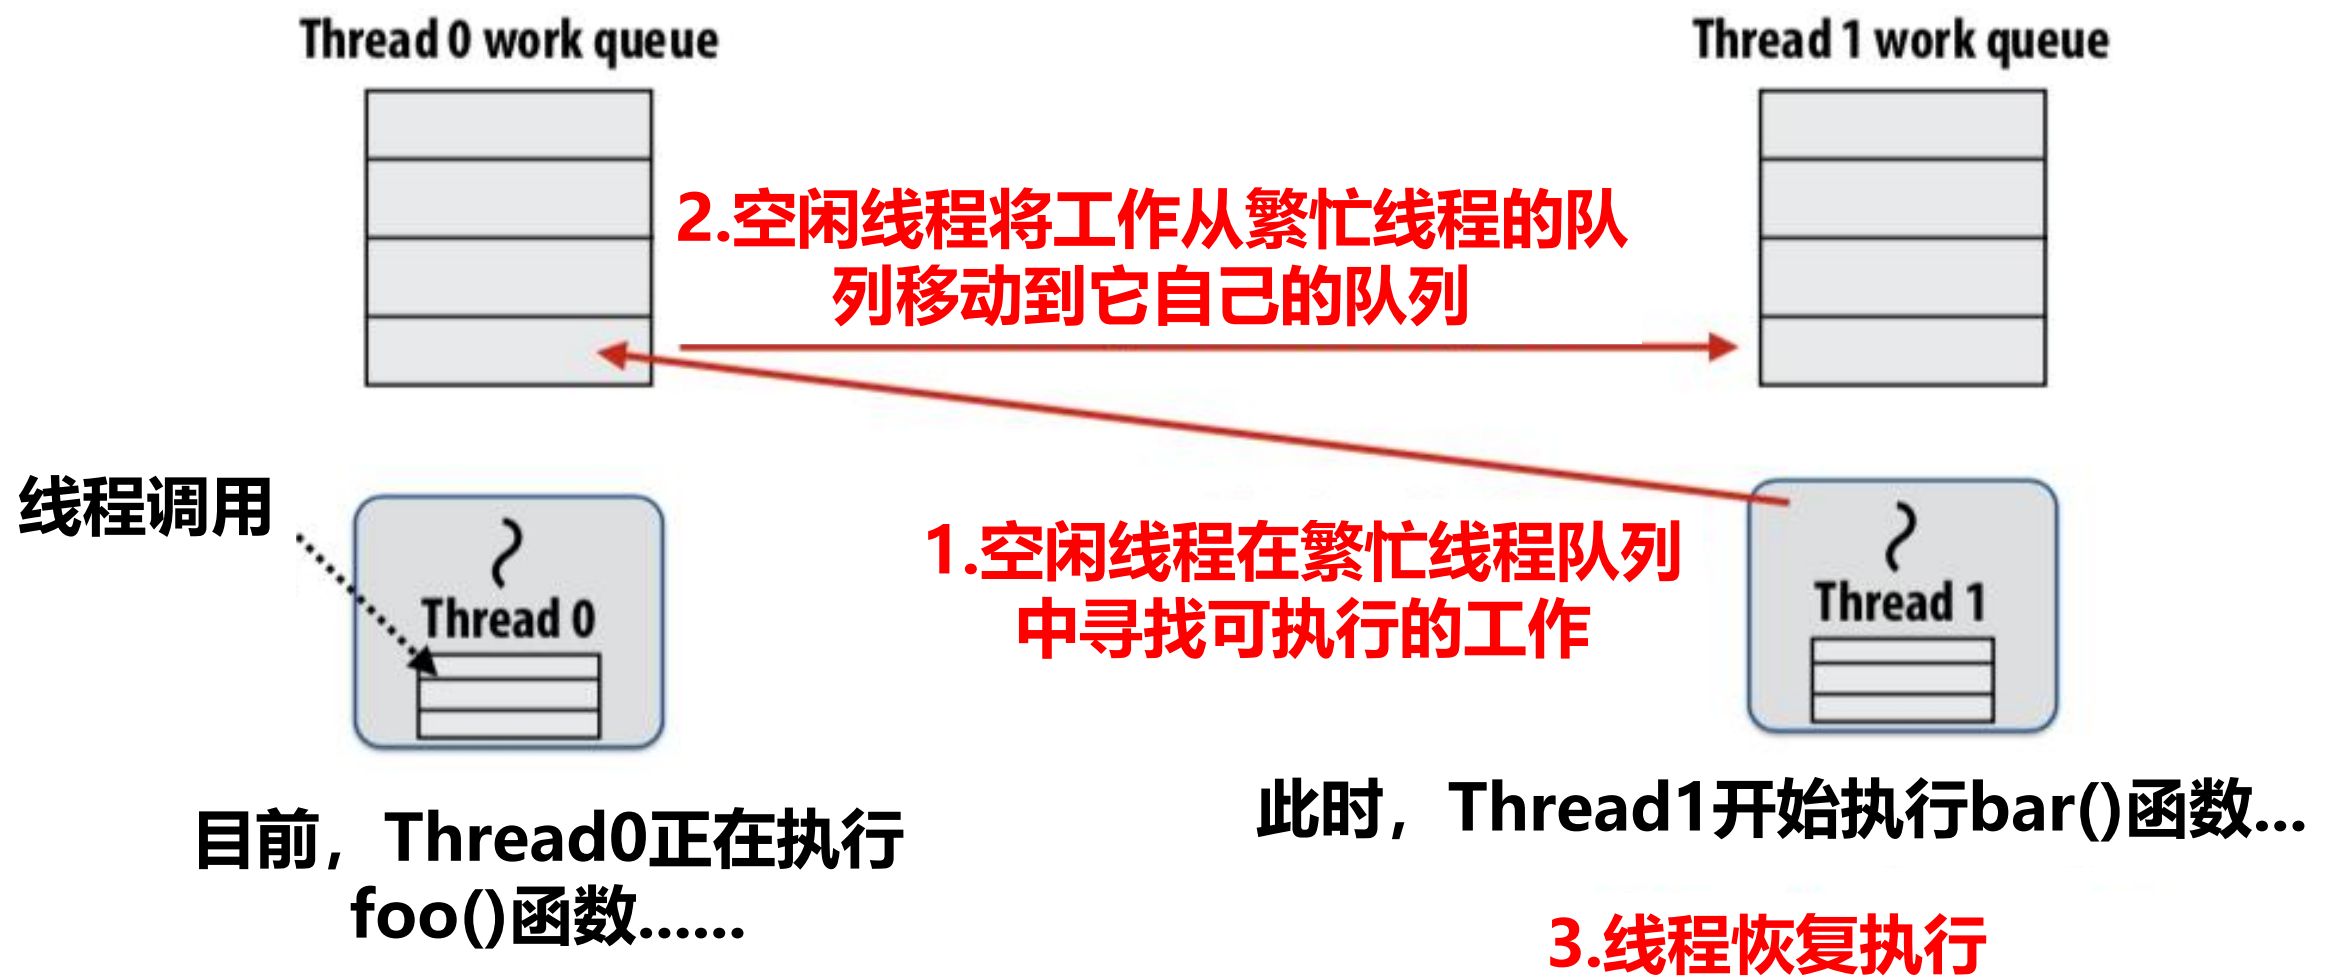 Thread 0 work queue
Thread 1 work queue
2.空闲线程将工作从繁忙线程的队
列移动到它自己的队列
线程调用
1.空闲线程在繁忙线程队列
中寻找可执行的工作
Thread 0
Thread 1
目前，Thread0正在执行
foo()函数......
此时，Thread1开始执行bar()函数...
3.线程恢复执行